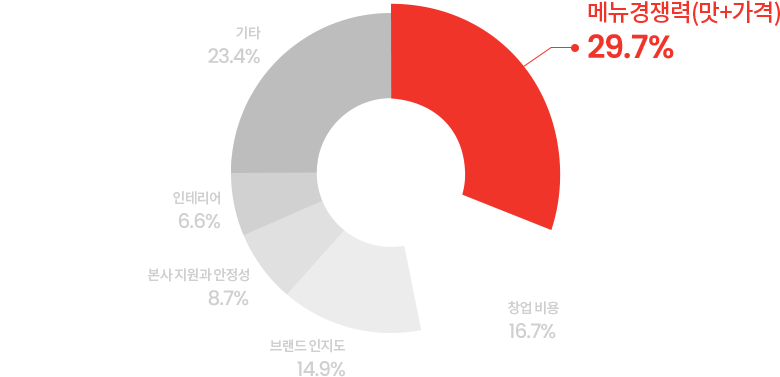 메뉴경쟁력(맛+가격)
29.7%
기타
23.4%
인테리어
6.6%
본사 지원과 안정성
8.7%
창업 비용
16.7%
브랜드 인지도
14.9%